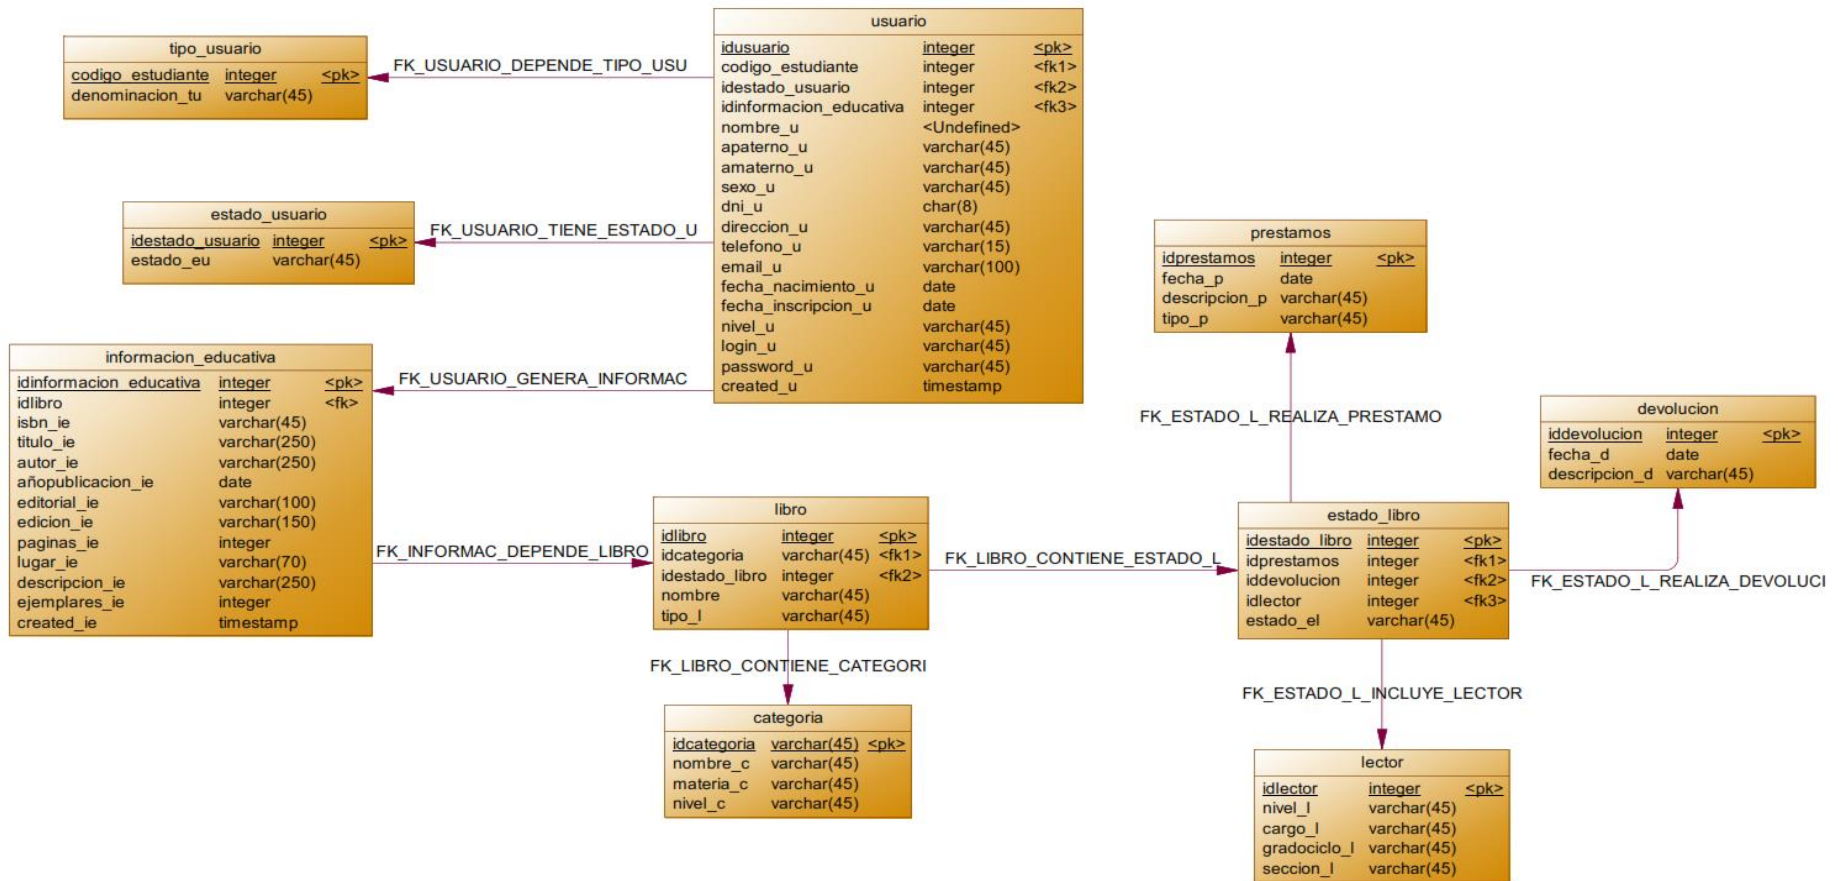 tipo_usuario
codigo_estudiante integer <pk>
denominacion_tu varchar(45)
FK_USUARIO_DEPENDE_TIPO_USU
usuario
idusuario integer <pk>
codigo_estudiante integer <fk1>
idestado_usuario integer <fk2>
idinformacion_educativa integer <fk3>
nombre_u <Undefined>
apaterno_u varchar(45)
amaterno_u varchar(45)
sexo_u varchar(45)
dni_u char(8)
direccion_u varchar(45)
telefono_u varchar(15)
email_u varchar(100)
fecha_nacimiento_u date
fecha_inscripcion_u date
nivel_u varchar(45)
login_u varchar(45)
password_u varchar(45)
created_u timestamp
estado_usuario
idestado_usuario integer <pk>
estado_eu varchar(45)
FK_USUARIO_TIENE_ESTADO_U
prestamos
idprestamos integer <pk>
fecha_p date
descripcion_p varchar(45)
tipo_p varchar(45)
informacion_educativa
idinformacion_educativa integer <pk>
idlibro integer <fk>
isbn_ie varchar(45)
titulo_ie varchar(250)
autor_ie varchar(250)
añopublicacion_ie date
editorial_ie varchar(100)
edicion_ie varchar(150)
paginas_ie integer
lugar_ie varchar(70)
descripcion_ie varchar(250)
ejemplares_ie integer
created_ie timestamp
FK_USUARIO_GENERA_INFORMAC
FK_ESTADO_L_REALIZA_PRESTAMO
devolucion
iddevolucion integer <pk>
fecha_d date
descripcion_d varchar(45)
FK_INFORMAC_DEPENDE_LIBRO
libro
idlibro integer <pk>
idcategoria varchar(45) <fk1>
idestado_libro integer <fk2>
nombre varchar(45)
tipo_l varchar(45)
FK_LIBRO_CONTIENE_ESTADO_L
estado_libro
idestado_libro integer <pk>
idprestamos integer <fk1>
iddevolucion integer <fk2>
idlector integer <fk3>
estado_el varchar(45)
FK_ESTADO_L_REALIZA_DEVOLUCI
FK_LIBRO_CONTIENE_CATEGORI
FK_ESTADO_L_INCLUYE_LECTOR
categoria
idcategoria varchar(45) <pk>
nombre_c varchar(45)
materia_c varchar(45)
nivel_c varchar(45)
lector
idlector integer <pk>
nivel_l varchar(45)
cargo_l varchar(45)
gradociclo_l varchar(45)
seccion_l varchar(45)